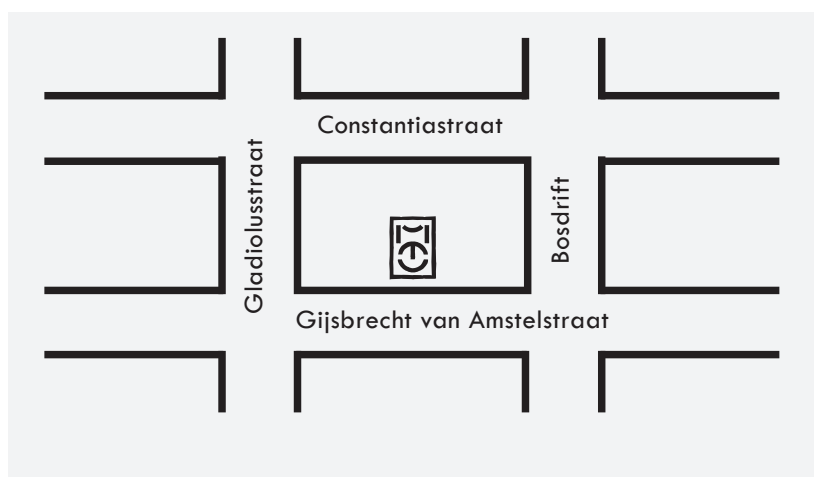 Constantiastraat
Gladiolusstraat
Bosdrift
Gijsbrecht van Amstelstraat